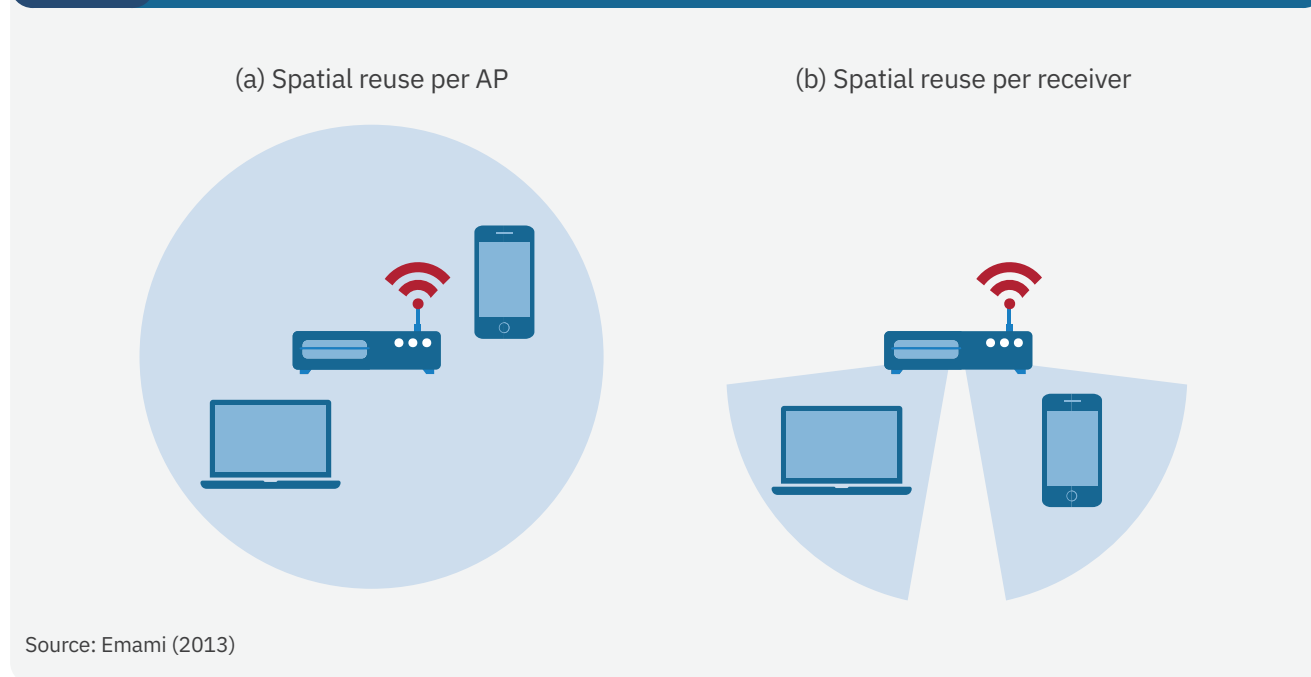 (a) Spatial reuse per AP
(b) Spatial reuse per receiver
Source: Emami (2013)